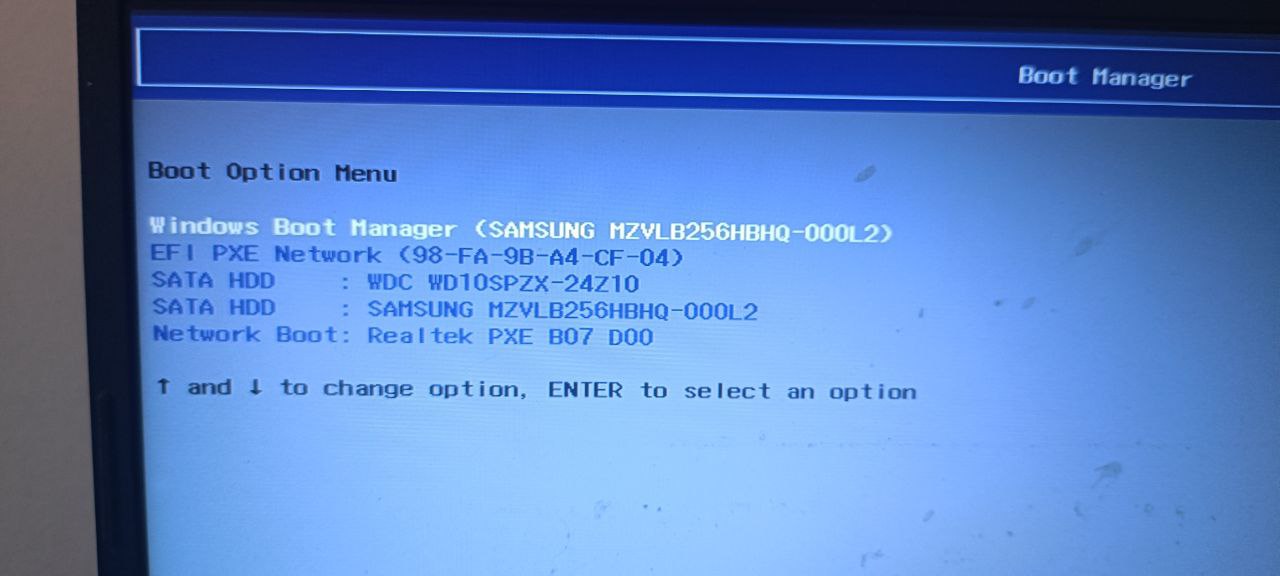 Boot Manager
Boot Option Menu
Windows Boot Manager (SAMSUNG MZVLB256HBHQ-000L2)
EFI PXE Network (98-FA-9B-A4-CF-04)
SATA HDD : WDC WD10SPZX-24Z10
SATA HDD : SAMSUNG MZVLB256HBHQ-000L2
Network Boot: Realtek PXE B07 D00
↑ and ↓ to change option, ENTER to select an option